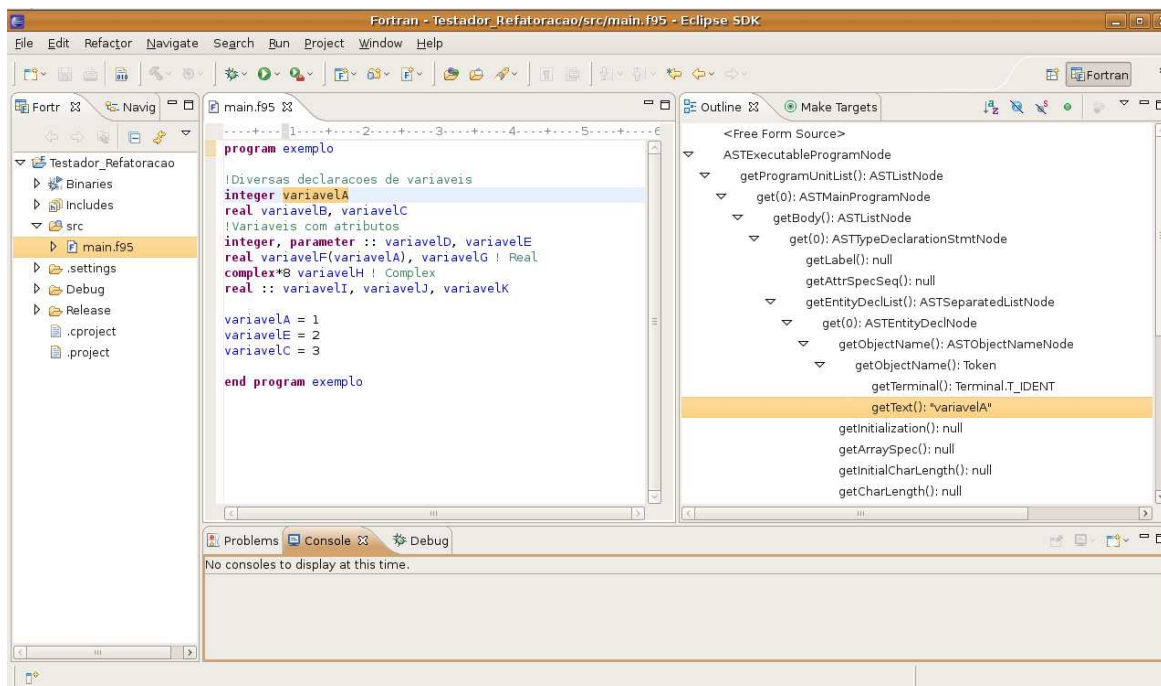 Fortran - Testador_Refatoracao/src/main.f95 - Eclipse SDK
File Edit Refactor Navigate Search Run Project Window Help
Fortran
Fortr
Navig
Testador_Refatoracao
Binaries
Includes
src
main.f95
.settings
Debug
Release
.cproject
.project
main.f95
----+----1----+----2----+----3----+----4----+----5----+----6
program exemplo
!Diversas declaracoes de variaveis
integer variavelA
real variavelB, variavelC
!Variaveis com atributos
integer, parameter :: variavelD, variavelE
real variavelF(variavelA), variavelG ! Real
complex*8 variavelH ! Complex
real :: variavelI, variavelJ, variavelK
variavelA = 1
variavelE = 2
variavelC = 3
end program exemplo
Outline
Make Targets
<Free Form Source>
ASTExecutableProgramNode
getProgramUnitList(): ASTListNode
get(0): ASTMainProgramNode
getBody(): ASTListNode
get(0): ASTTypeDeclarationStmtNode
getLabel(): null
getAttrSpecSeq(): null
getEntityDeclList(): ASTSeparatedListNode
get(0): ASTEntityDeclNode
getObjectName(): ASTObjectNameNode
getObjectName(): Token
getTerminal(): Terminal.T_IDENT
getText(): "variavelA"
getInitialization(): null
getArraySpec(): null
getInitialCharLength(): null
getCharLength(): null
Problems
Console
Debug
No consoles to display at this time.